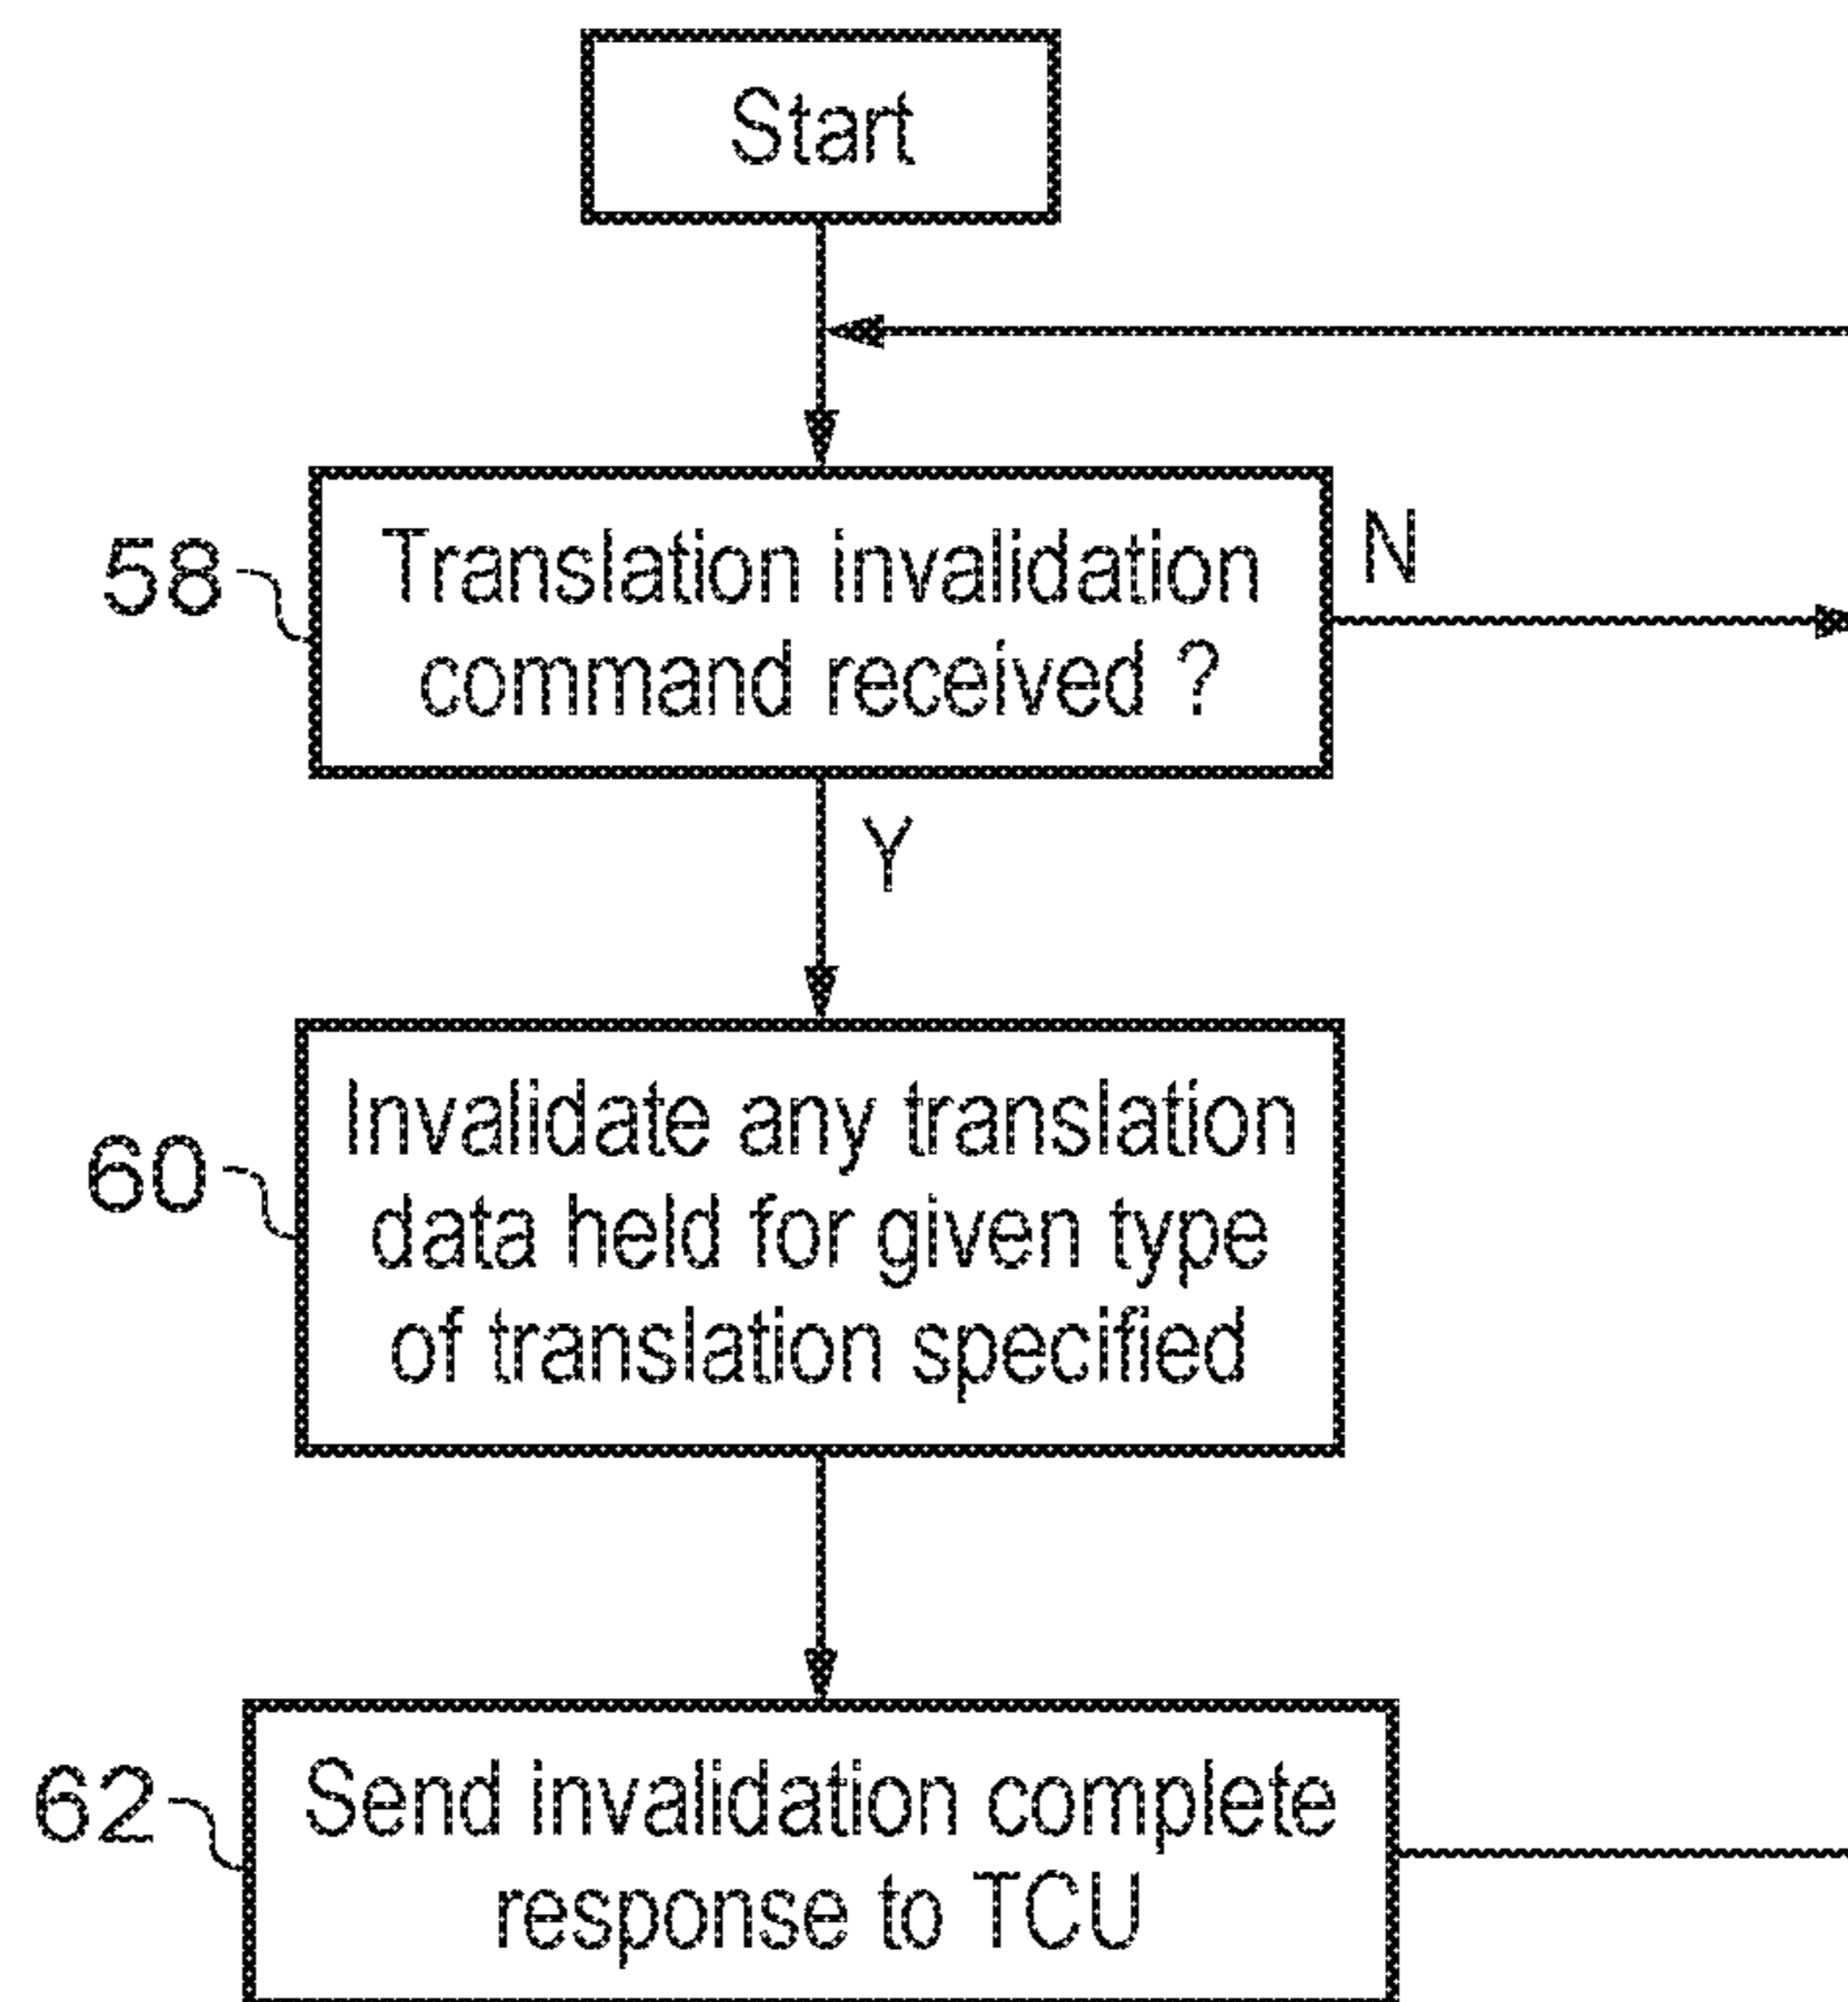 Start
58
Translation invalidation
command received ?
N
Y
60
Invalidate any translation
data held for given type
of translation specified
62
Send invalidation complete
response to TCU